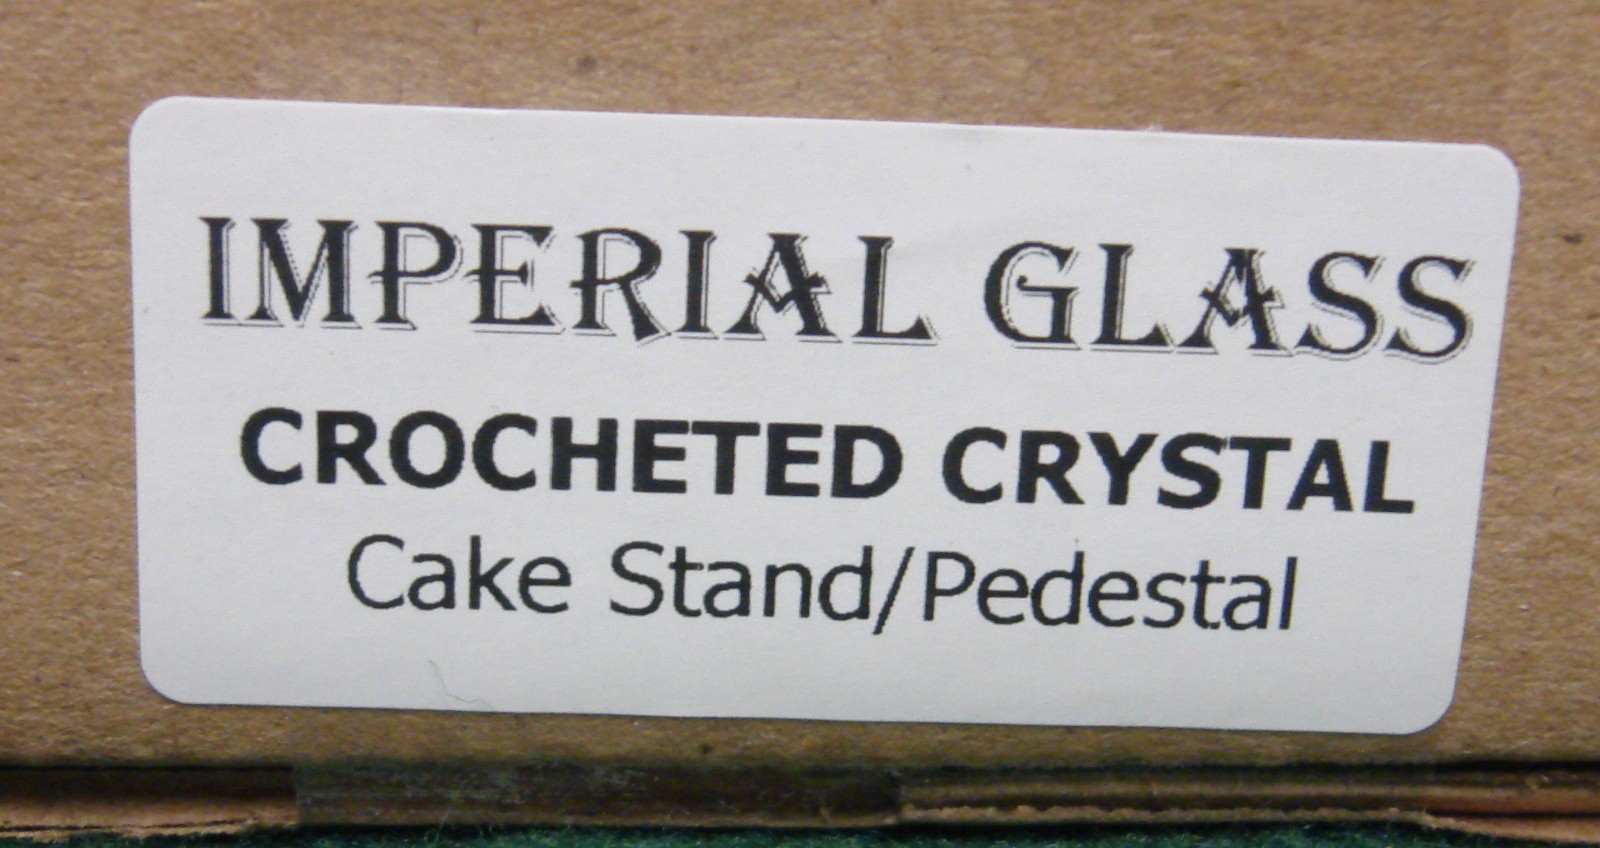 IMPERIAL GLASS
CROCHETED CRYSTAL
Cake Stand/Pedestal